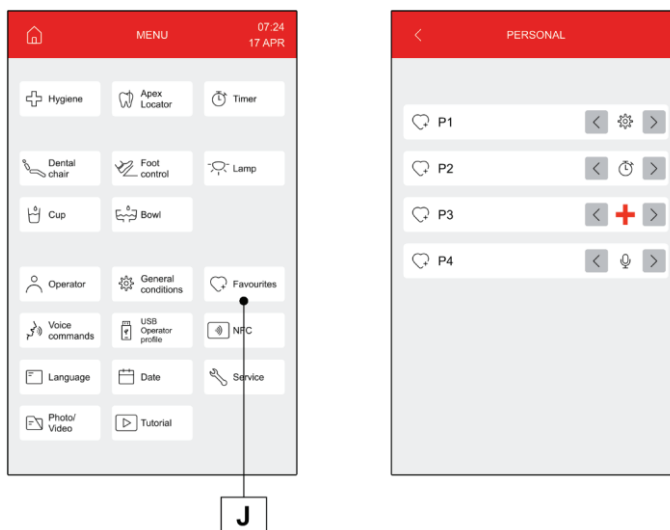 MENU
07:24
17 APR
Hygiene
Apex
Locator
Timer
Dental
chair
Foot
control
Lamp
Cup
Bowl
Operator
General
conditions
Favourites
Voice
commands
USB
Operator
profile
NFC
Language
Date
Service
Photo/
Video
Tutorial
J
PERSONAL
P1
P2
P3
P4